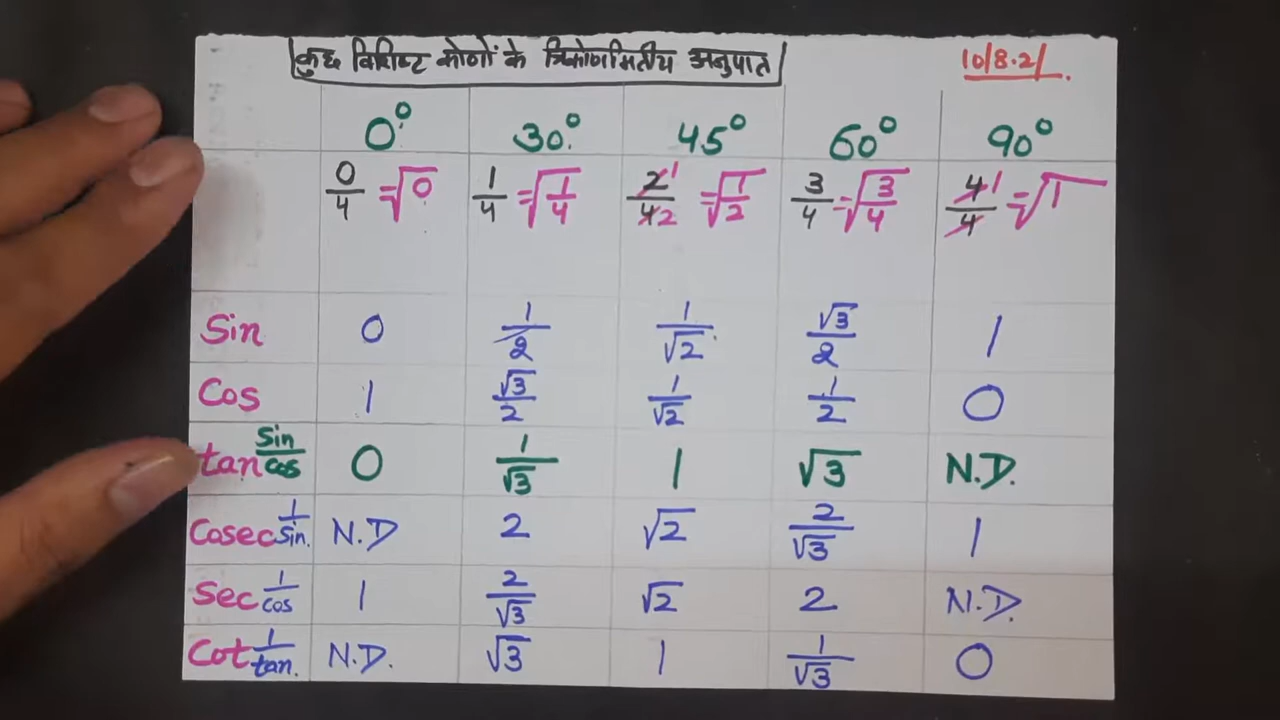 कुछ विशिष्ट कोणों के त्रिकोणमितीय अनुपात
10/8.21
0° 30° 45° 60° 90°
0/4 =√0 1/4 =√1/4 2/4 1 2 =√1/2 3/4 =√3/4 4/4 1 =√1
Sin 0 1/2 1/√2 √3/2 1
Cos 1 √3/2 1/√2 1/2 0
tan sin/cos 0 1/√3 1 √3 N.D.
Cosec 1/sin. N.D 2 √2 2/√3 1
Sec 1/cos 1 2/√3 √2 2 N.D.
Cot 1/tan. N.D. √3 1 1/√3 0